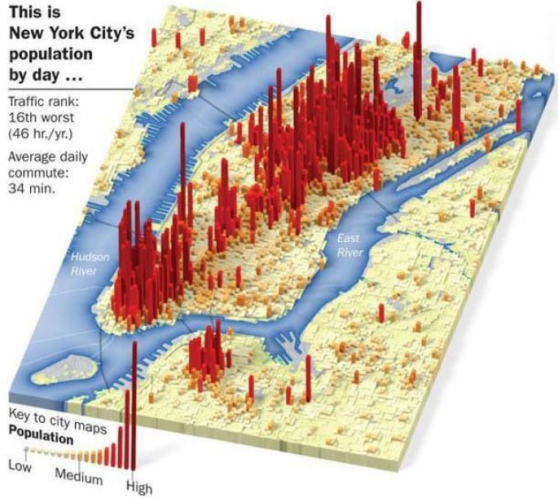 This is
New York City's
population
by day ...
Traffic rank:
16th worst
(46 hr./yr.)
Average daily
commute:
34 min.
Hudson
River
East
River
Key to city maps
Population
Low
Medium
High